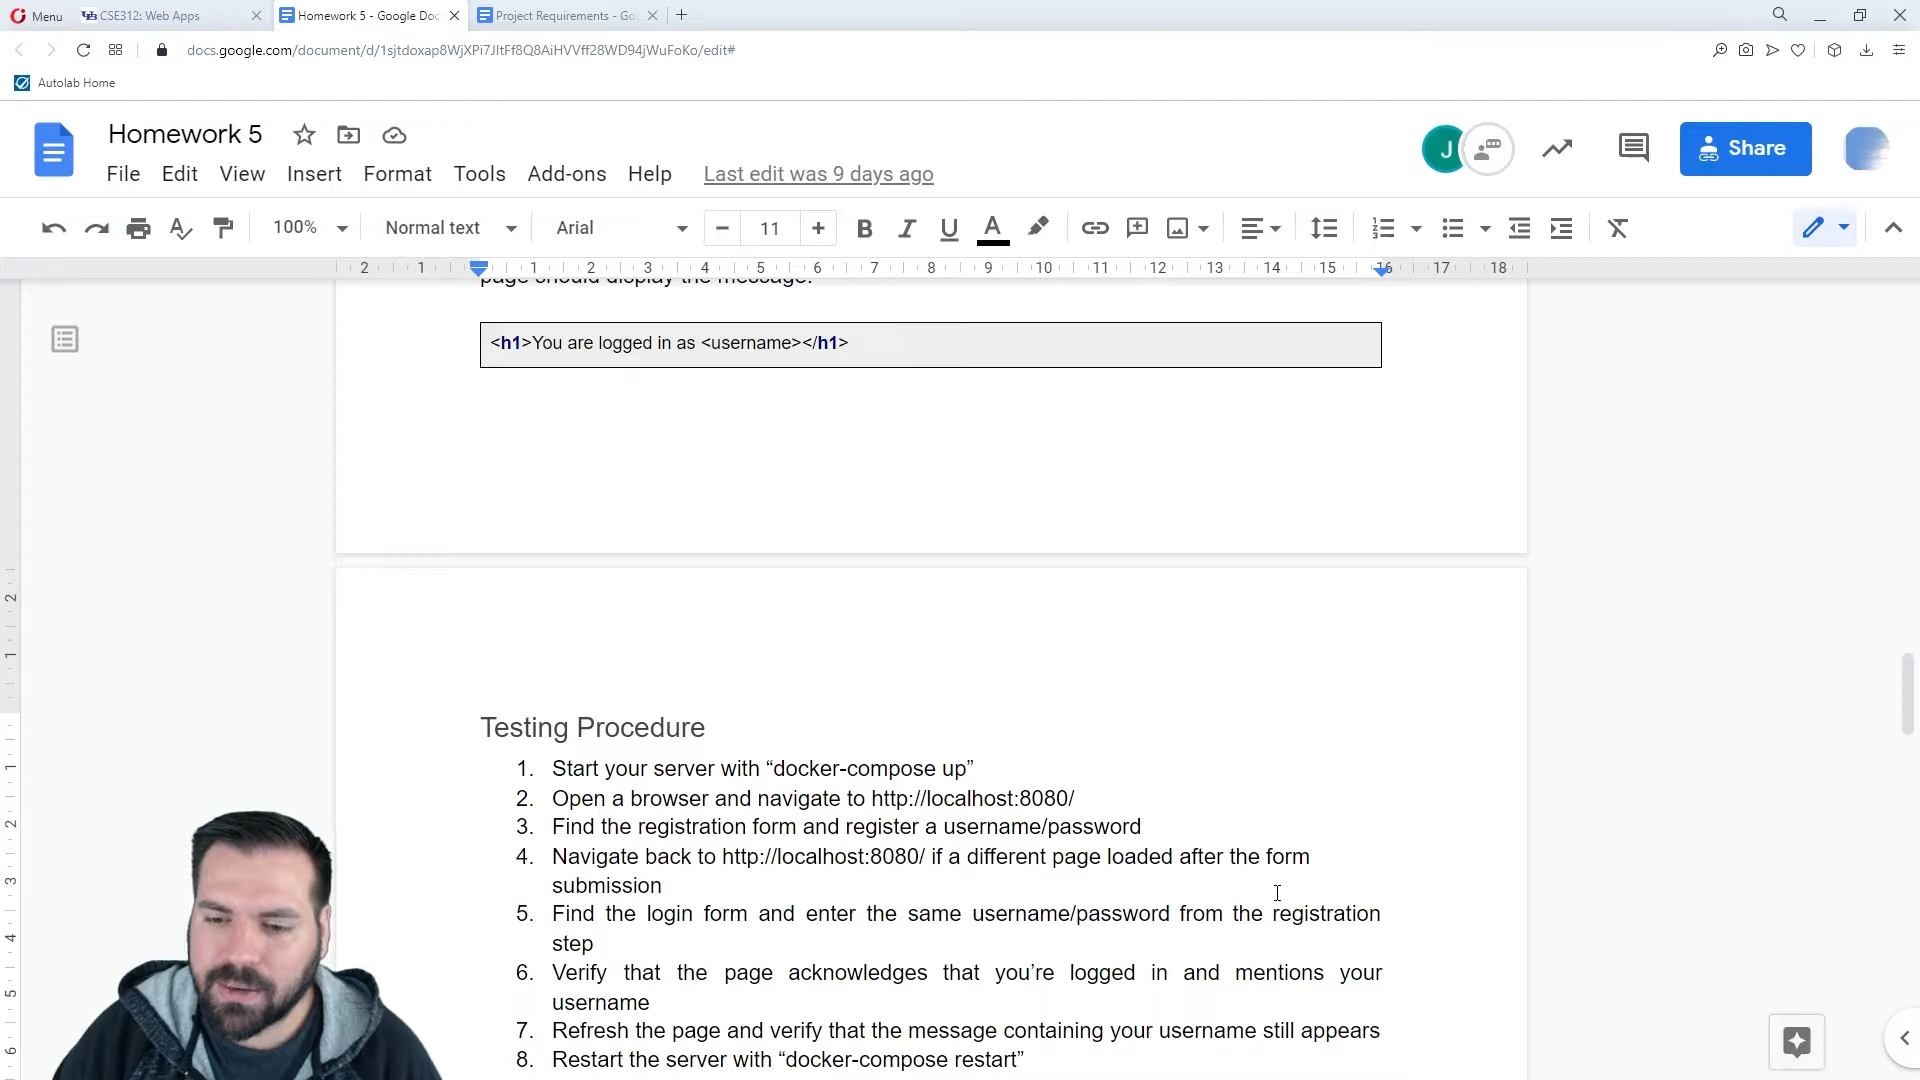 Menu
CSE312: Web Apps
Homework 5 - Google Doc
Project Requirements - Go
docs.google.com/document/d/1sjtdoxap8WjXPi7JItFf8Q8AiHVVff28WD94jWuFoKo/edit#
Autolab Home
Homework 5
J
Share
File Edit View Insert Format Tools Add-ons Help Last edit was 9 days ago
100% Normal text Arial 11
2 1 1 2 3 4 5 6 7 8 9 10 11 12 13 14 15 16 17 18
page should display the message:
<h1>You are logged in as <username></h1>
Testing Procedure
1. Start your server with “docker-compose up”
2. Open a browser and navigate to http://localhost:8080/
3. Find the registration form and register a username/password
4. Navigate back to http://localhost:8080/ if a different page loaded after the form
submission
5. Find the login form and enter the same username/password from the registration
step
6. Verify that the page acknowledges that you’re logged in and mentions your
username
7. Refresh the page and verify that the message containing your username still appears
8. Restart the server with “docker-compose restart”
2
1
1
2
3
4
5
6